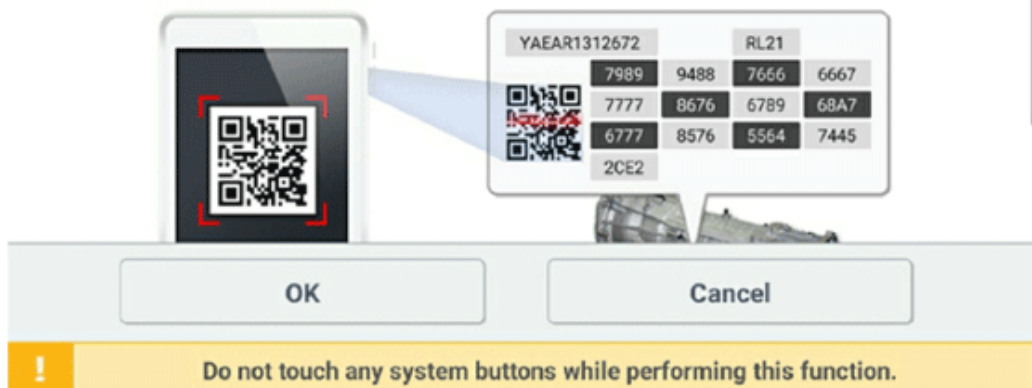 YAEAR1312672 RL21
7989 9488 7666 6667
7777 8676 6789 68A7
6777 8576 5564 7445
2CE2
OK Cancel
! Do not touch any system buttons while performing this function.